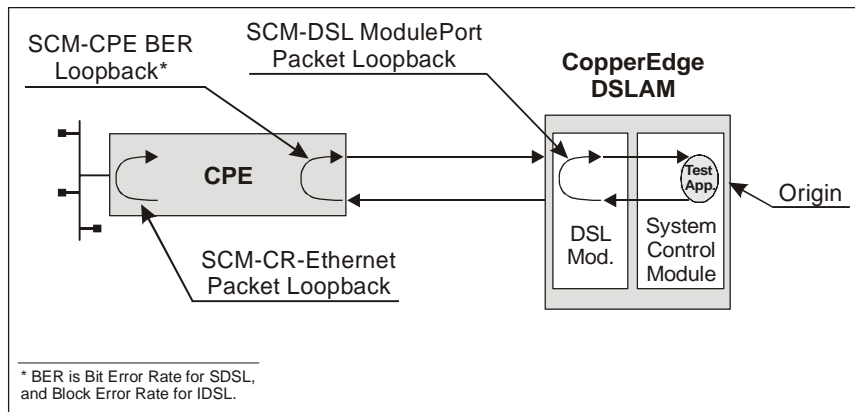 SCM-CPE BER
Loopback*
SCM-DSL ModulePort
Packet Loopback
CopperEdge
DSLAM
CPE
Test
App.
Origin
DSL
Mod.
System
Control
Module
SCM-CR-Ethernet
Packet Loopback
* BER is Bit Error Rate for SDSL,
and Block Error Rate for IDSL.